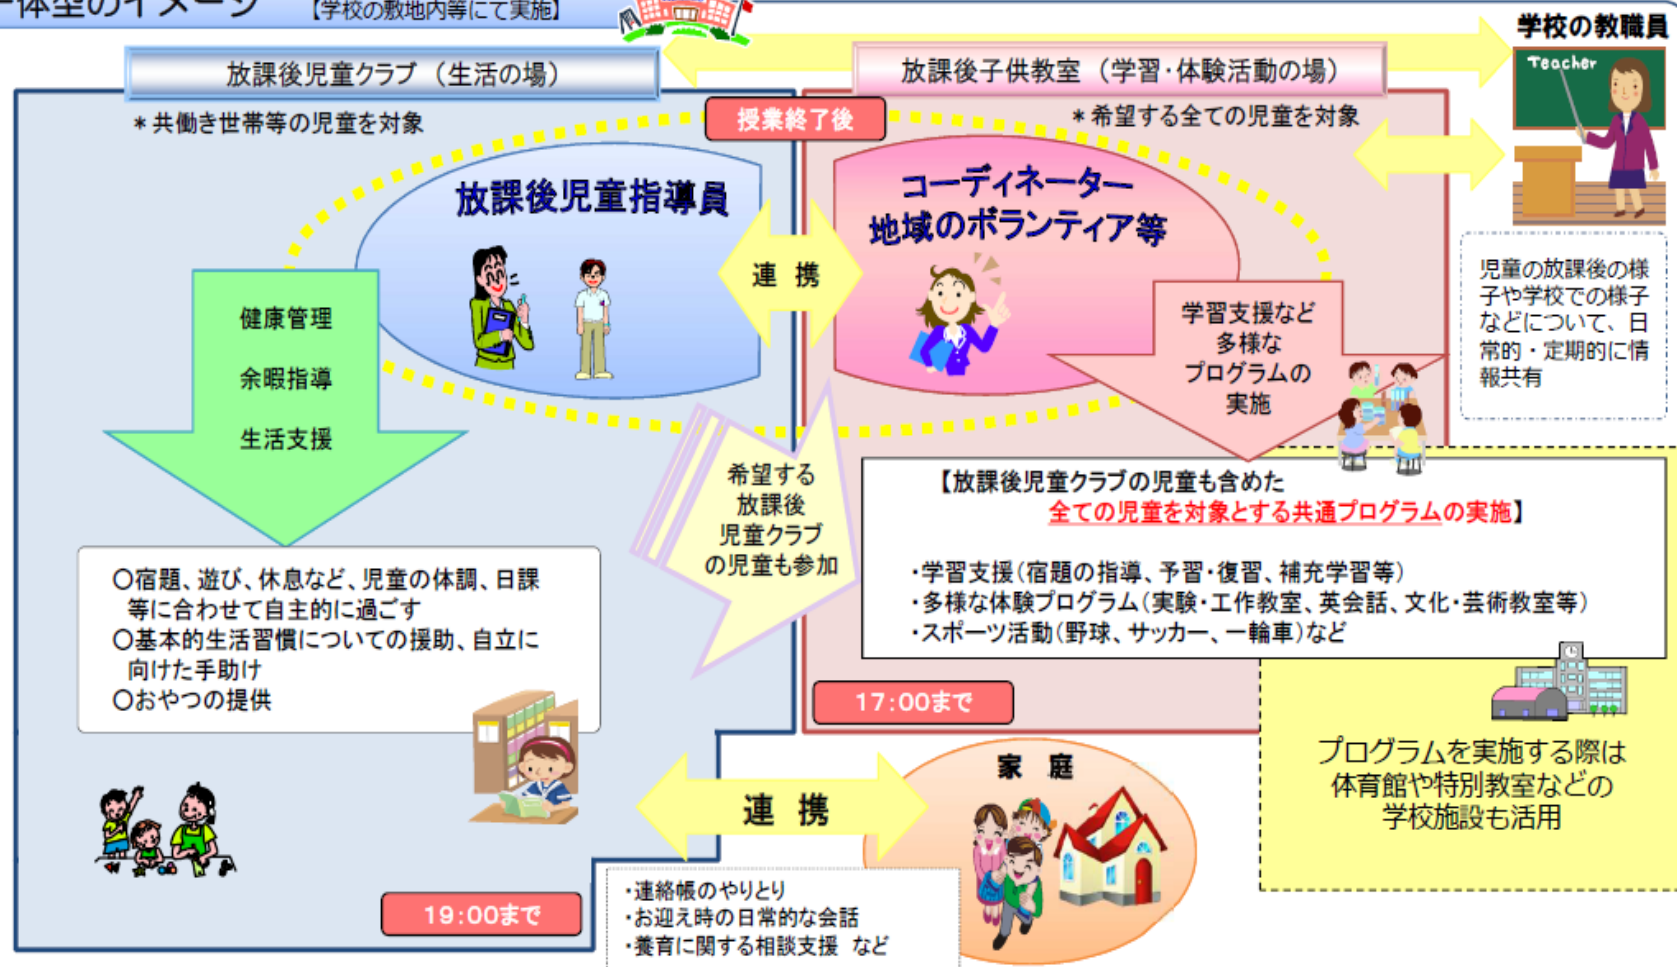 一体型のイメージ 【学校の敷地内等にて実施】
学校の教職員
Teacher
放課後児童クラブ（生活の場）
放課後子供教室（学習・体験活動の場）
＊共働き世帯等の児童を対象
授業終了後
＊希望する全ての児童を対象
放課後児童指導員
コーディネーター
地域のボランティア等
連 携
健康管理
余暇指導
生活支援
学習支援など
多様な
プログラムの
実施
児童の放課後の様
子や学校での様子
などについて、日
常的・定期的に情
報共有
希望する
放課後
児童クラブ
の児童も参加
【放課後児童クラブの児童も含めた
全ての児童を対象とする共通プログラムの実施】
・学習支援（宿題の指導、予習・復習、補充学習等）
・多様な体験プログラム（実験・工作教室、英会話、文化・芸術教室等）
・スポーツ活動（野球、サッカー、一輪車）など
○宿題、遊び、休息など、児童の体調、日課
等に合わせて自主的に過ごす
○基本的生活習慣についての援助、自立に
向けた手助け
○おやつの提供
17:00まで
プログラムを実施する際は
体育館や特別教室などの
学校施設も活用
家 庭
連 携
19:00まで
・連絡帳のやりとり
・お迎え時の日常的な会話
・養育に関する相談支援 など